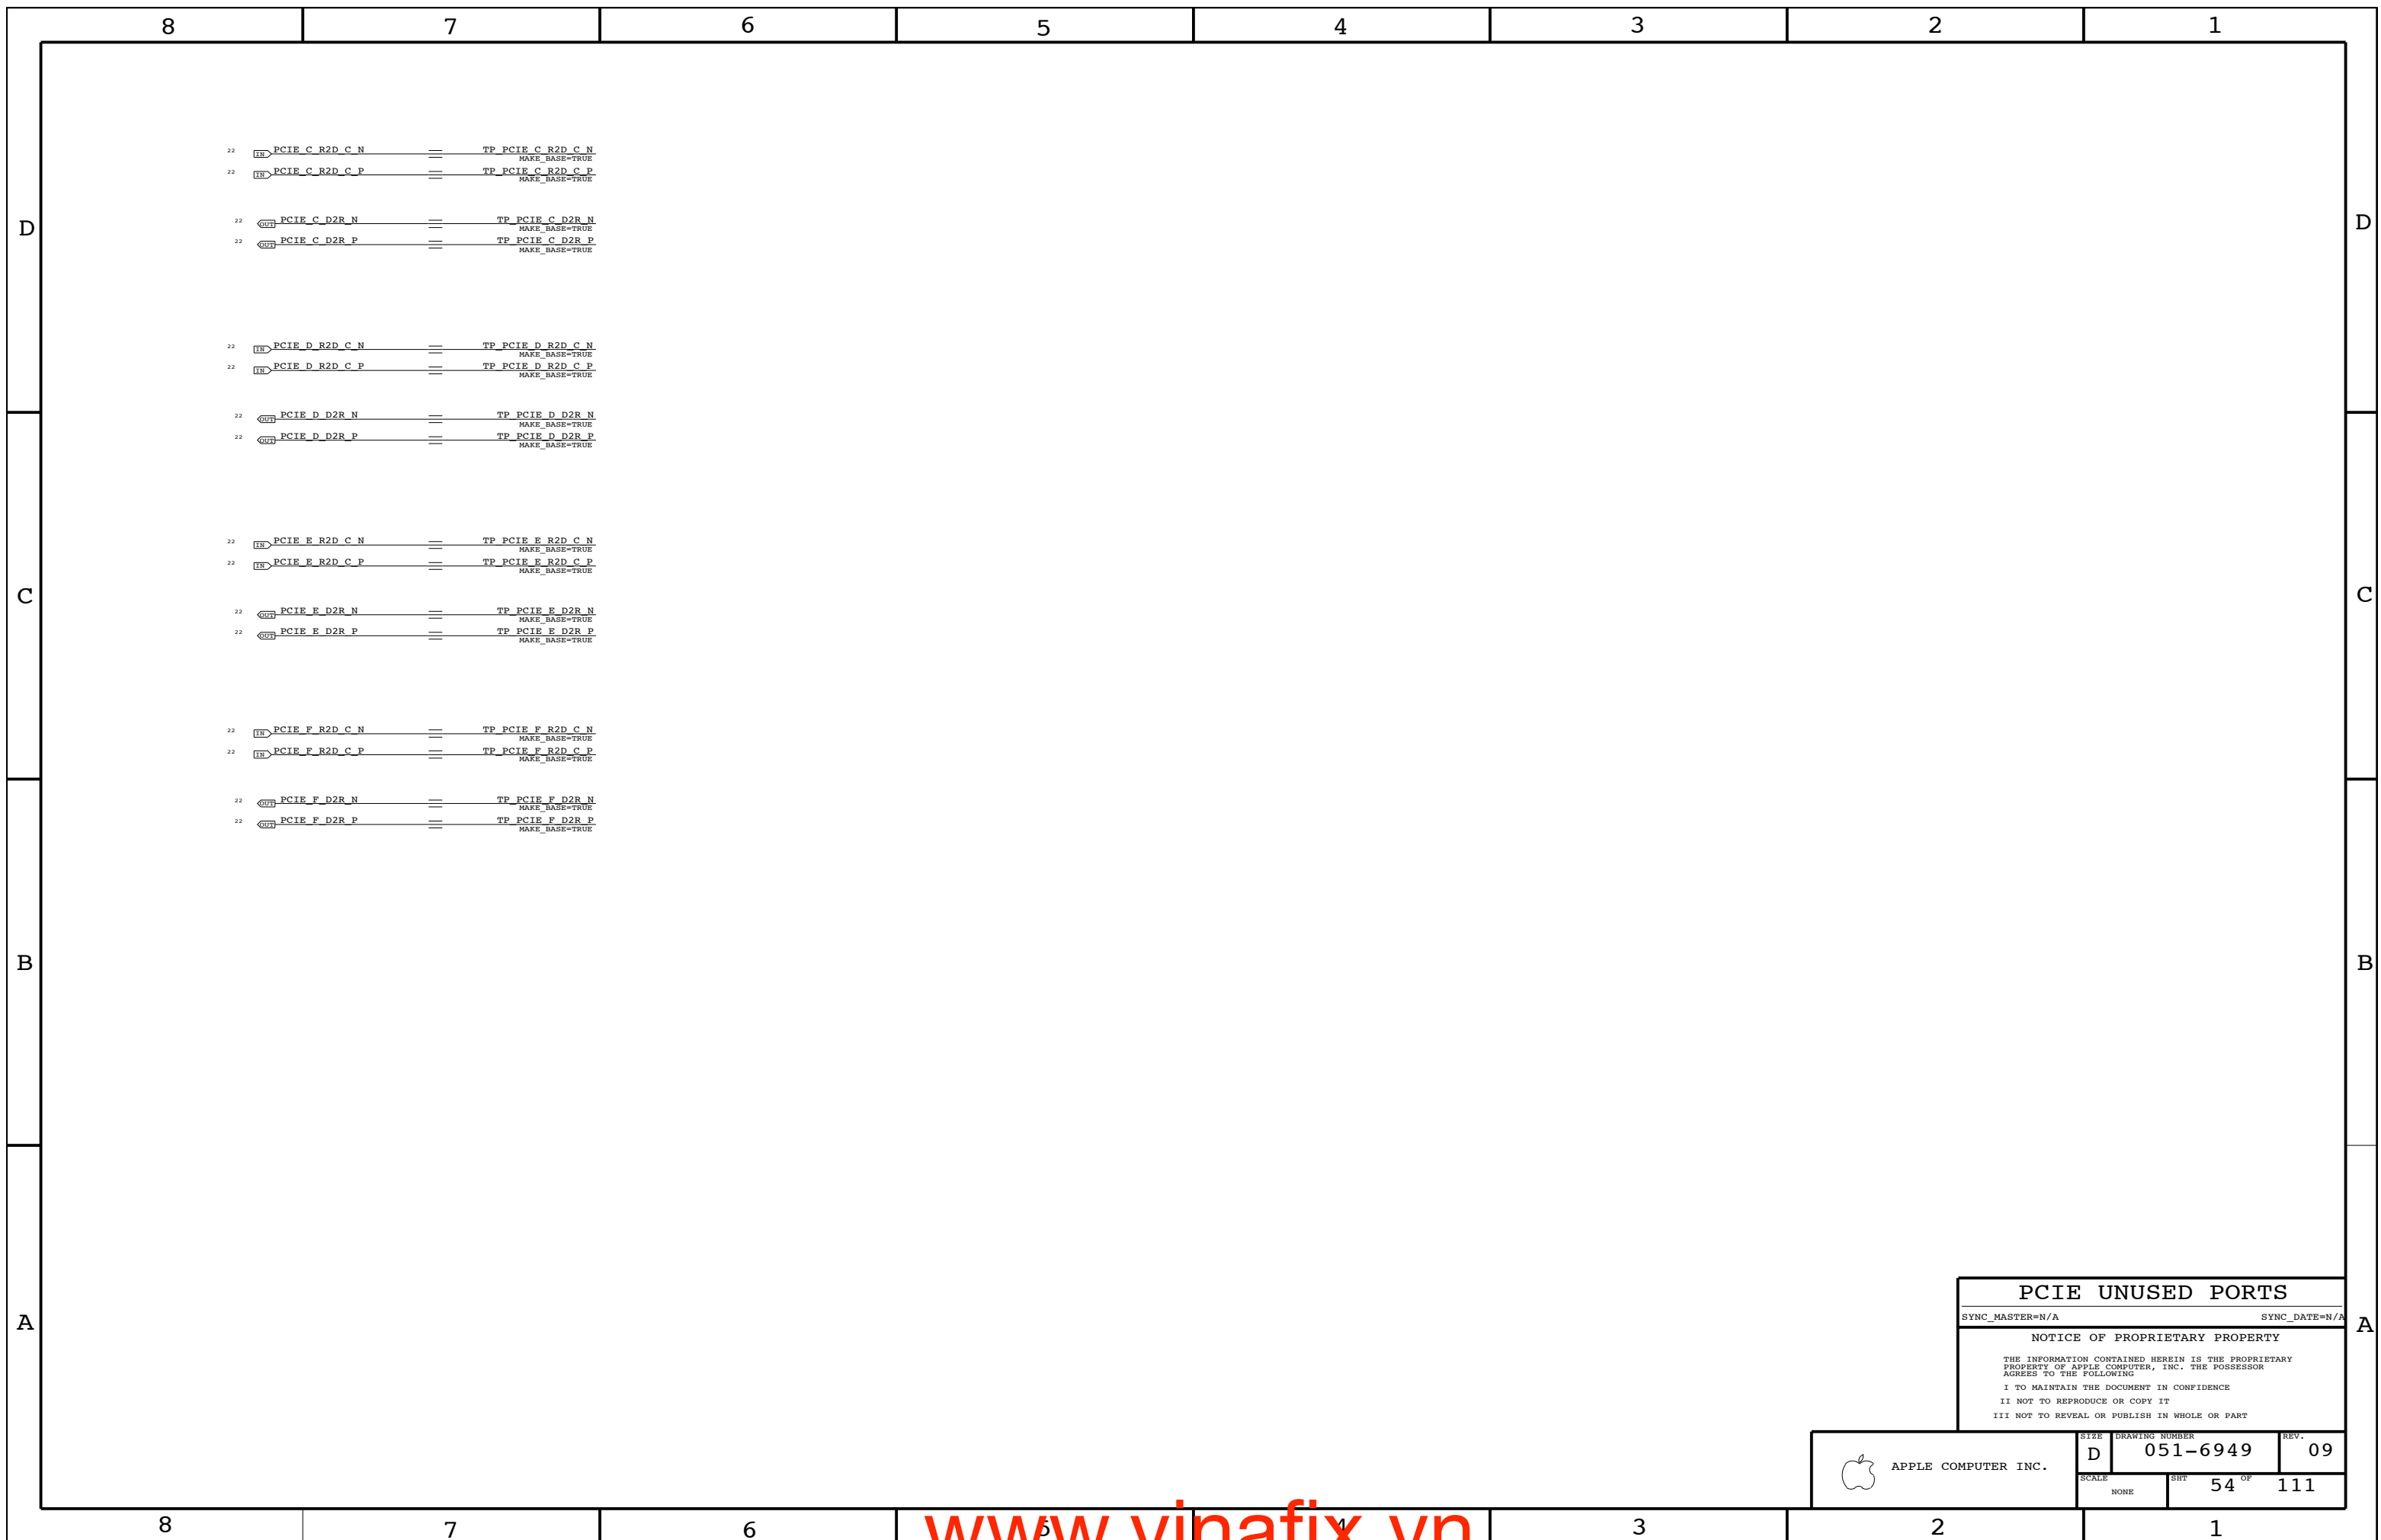 8 7 6 5 4 3 2 1
22 IN PCIE_C_R2D_C_N TP_PCIE_C_R2D_C_N
MAKE_BASE=TRUE
22 IN PCIE_C_R2D_C_P TP_PCIE_C_R2D_C_P
MAKE_BASE=TRUE
22 OUT PCIE_C_D2R_N TP_PCIE_C_D2R_N
MAKE_BASE=TRUE
D D
22 OUT PCIE_C_D2R_P TP_PCIE_C_D2R_P
MAKE_BASE=TRUE
22 IN PCIE_D_R2D_C_N TP_PCIE_D_R2D_C_N
MAKE_BASE=TRUE
22 IN PCIE_D_R2D_C_P TP_PCIE_D_R2D_C_P
MAKE_BASE=TRUE
22 OUT PCIE_D_D2R_N TP_PCIE_D_D2R_N
MAKE_BASE=TRUE
22 OUT PCIE_D_D2R_P TP_PCIE_D_D2R_P
MAKE_BASE=TRUE
22 IN PCIE_E_R2D_C_N TP_PCIE_E_R2D_C_N
MAKE_BASE=TRUE
22 IN PCIE_E_R2D_C_P TP_PCIE_E_R2D_C_P
MAKE_BASE=TRUE
C C
22 OUT PCIE_E_D2R_N TP_PCIE_E_D2R_N
MAKE_BASE=TRUE
22 OUT PCIE_E_D2R_P TP_PCIE_E_D2R_P
MAKE_BASE=TRUE
22 IN PCIE_F_R2D_C_N TP_PCIE_F_R2D_C_N
MAKE_BASE=TRUE
22 IN PCIE_F_R2D_C_P TP_PCIE_F_R2D_C_P
MAKE_BASE=TRUE
22 OUT PCIE_F_D2R_N TP_PCIE_F_D2R_N
MAKE_BASE=TRUE
22 OUT PCIE_F_D2R_P TP_PCIE_F_D2R_P
MAKE_BASE=TRUE
B B
A A
PCIE UNUSED PORTS
SYNC_MASTER=N/A SYNC_DATE=N/A
NOTICE OF PROPRIETARY PROPERTY
THE INFORMATION CONTAINED HEREIN IS THE PROPRIETARY
PROPERTY OF APPLE COMPUTER, INC. THE POSSESSOR
AGREES TO THE FOLLOWING
I TO MAINTAIN THE DOCUMENT IN CONFIDENCE
II NOT TO REPRODUCE OR COPY IT
III NOT TO REVEAL OR PUBLISH IN WHOLE OR PART
APPLE COMPUTER INC.
SIZE DRAWING NUMBER REV.
D 051-6949 09
SCALE SHT OF
NONE 54 111
8 7 6 5 4 3 2 1
www.vinafix.vn